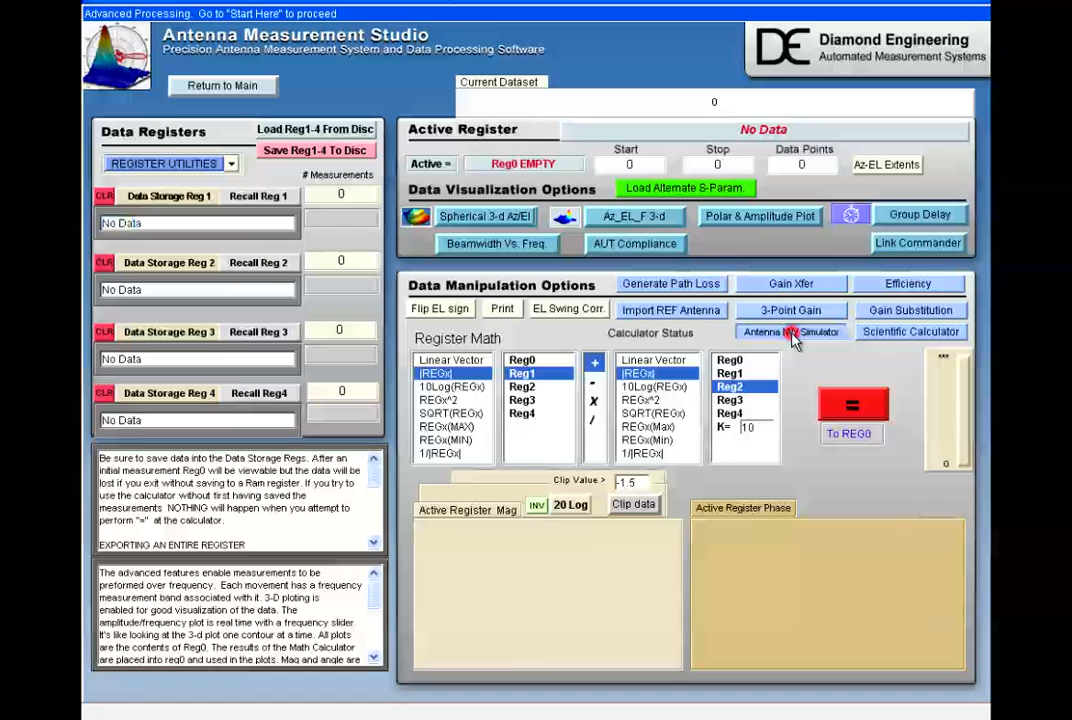 Advanced Processing. Go to "Start Here" to proceed
Antenna Measurement Studio
Precision Antenna Measurement System and Data Processing Software
DE
Diamond Engineering
Automated Measurement Systems
Return to Main
Current Dataset
0
Data Registers
Load Reg1-4 From Disc
Save Reg1-4 To Disc
REGISTER UTILITIES
# Measurements
CLR
Data Storage Reg 1
Recall Reg 1
0
No Data
CLR
Data Storage Reg 2
Recall Reg 2
0
No Data
CLR
Data Storage Reg 3
Recall Reg 3
0
No Data
CLR
Data Storage Reg 4
Recall Reg4
0
No Data
Be sure to save data into the Data Storage Regs. After an
initial measurement Reg0 will be viewable but the data will be
lost if you exit without saving to a Ram register. If you try to
use the calculator without first having saved the
measurements NOTHING will happen when you attempt to
perform "=" at the calculator.
EXPORTING AN ENTIRE REGISTER
The advanced features enable measurements to be
preformed over frequency. Each movement has a frequency
measurement band associated with it. 3-D ploting is
enabled for good visualization of the data. The
amplitude/frequency plot is real time with a frequency slider
It's like looking at the 3-d plot one contour at a time. All plots
are the contents of Reg0. The results of the Math Calculator
are placed into reg0 and used in the plots. Mag and angle are
Active Register
No Data
Active =
Reg0 EMPTY
Start
0
Stop
0
Data Points
0
Az-EL Extents
Data Visualization Options
Load Alternate S-Param.
Spherical 3-d Az/El
Az_EL_F 3-d
Polar & Amplitude Plot
Group Delay
Beamwidth Vs. Freq.
AUT Compliance
Link Commander
Data Manipulation Options
Generate Path Loss
Gain Xfer
Efficiency
Flip EL sign
Print
EL Swing Corr.
Import REF Antenna
3-Point Gain
Gain Substitution
Register Math
Calculator Status
Antenna Simulator
Scientific Calculator
Linear Vector
|REGx|
10Log(REGx)
REGx^2
SQRT(REGx)
REGx(MAX)
REGx(MIN)
1/|REGx|
Reg0
Reg1
Reg2
Reg3
Reg4
+
-
x
/
Linear Vector
|REGx|
10Log(REGx)
REGx^2
SQRT(REGx)
REGx(Max)
REGx(Min)
1/|REGx|
Reg0
Reg1
Reg2
Reg3
Reg4
K= 10
=
To REG0
***
0
Clip Value >
-1.5
Active Register Mag
INV
20 Log
Clip data
Active Register Phase